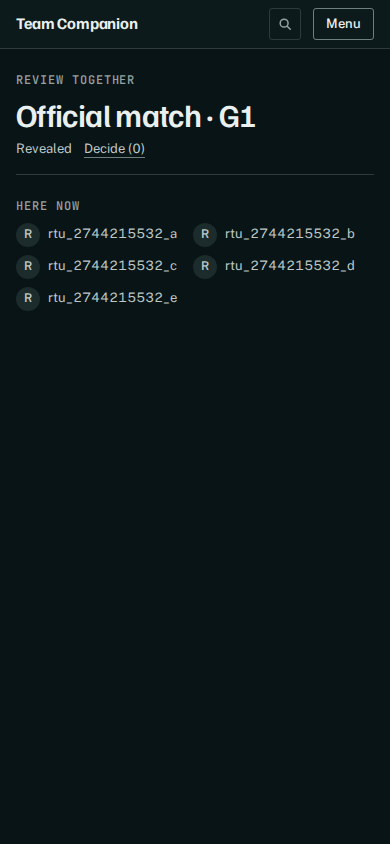 Team Companion
Menu
REVIEW TOGETHER
Official match · G1
Revealed Decide (0)
HERE NOW
R rtu_2744215532_a R rtu_2744215532_b
R rtu_2744215532_c R rtu_2744215532_d
R rtu_2744215532_e